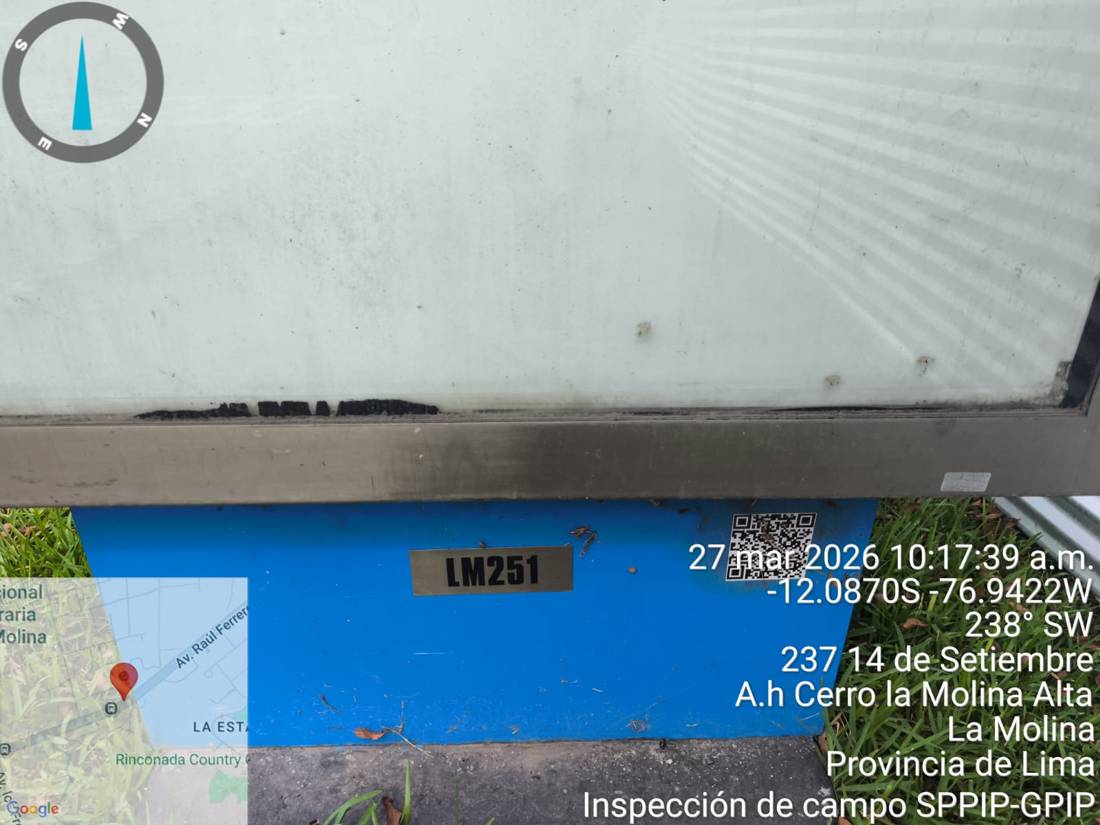 W
S
N
E
LM251
27 mar. 2026 10:17:39 a.m.
-12.0870S -76.9422W
238° SW
237 14 de Setiembre
A.h Cerro la Molina Alta
La Molina
Provincia de Lima
Inspección de campo SPPIP-GPIP
Molina
Av. Raúl Ferrer
LA ESTA
Rinconada Country
Google